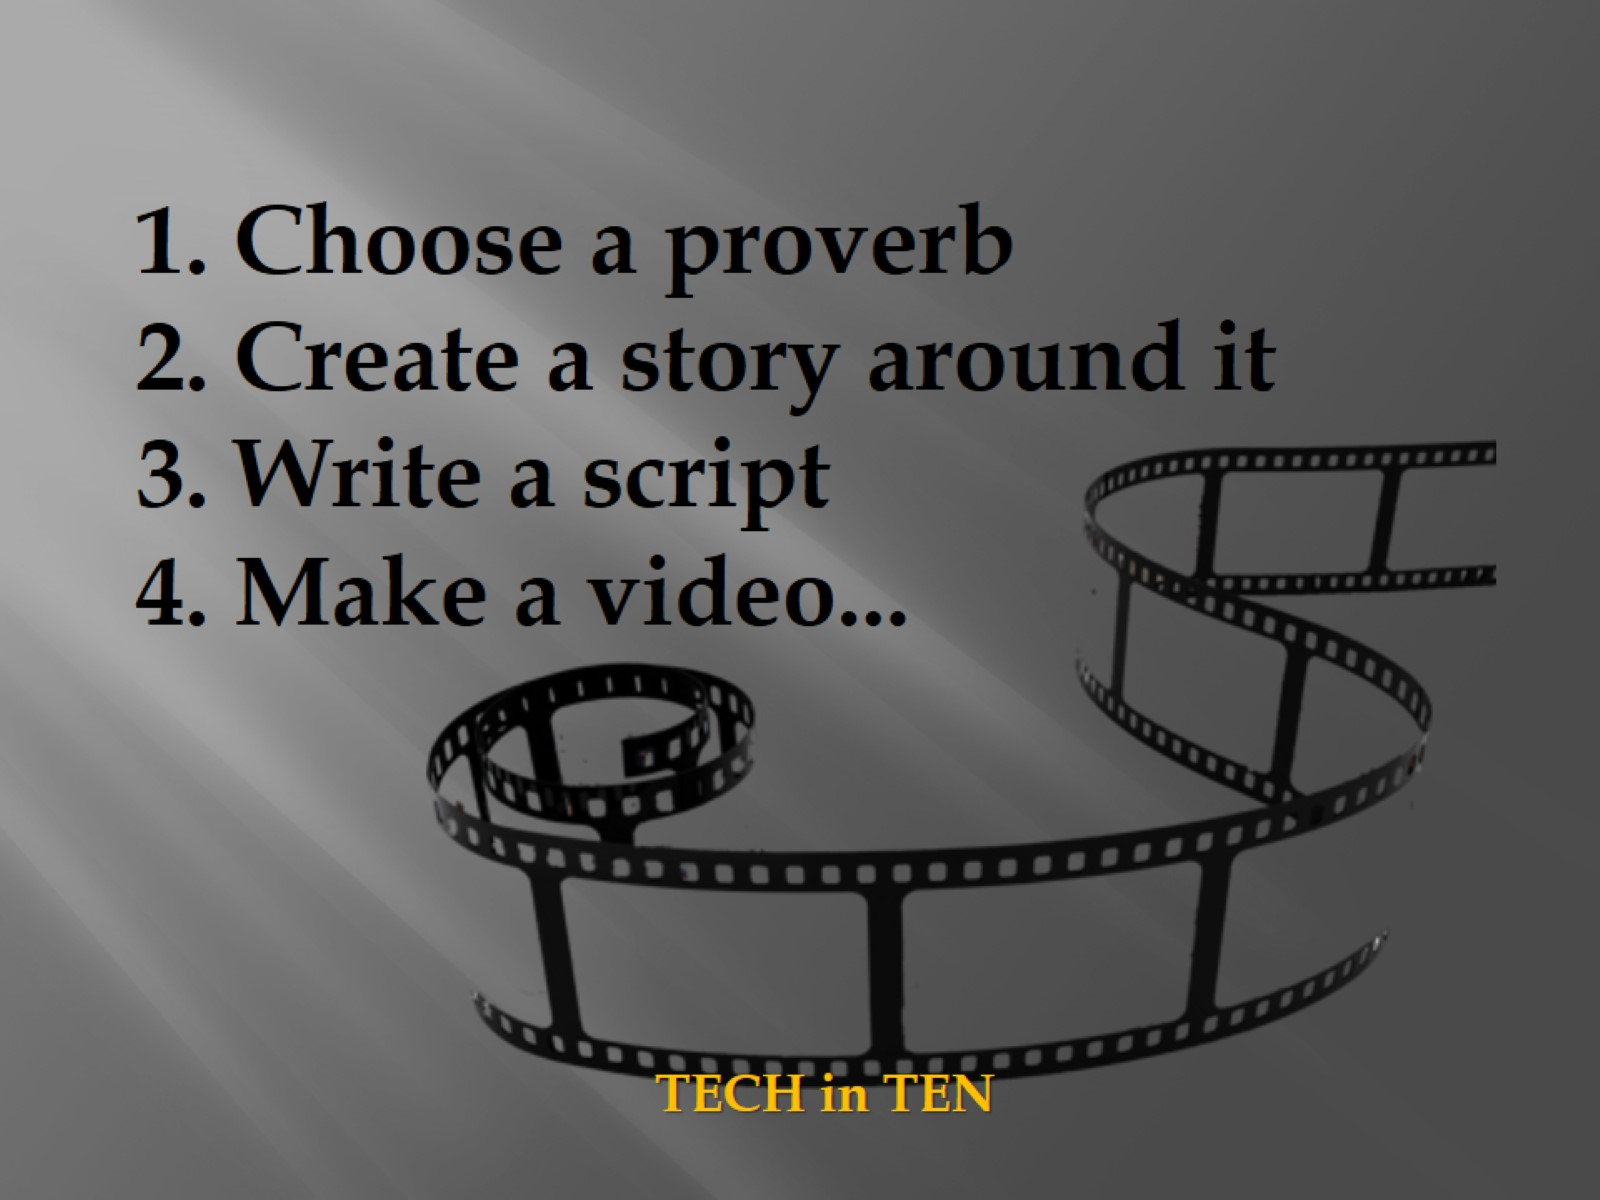 1. Choose a proverb
2. Create a story around it
3. Write a script
4. Make a video...
TECH in TEN